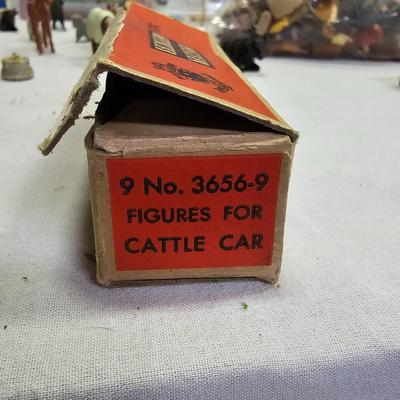 9 No. 3656-9
FIGURES FOR
CATTLE CAR